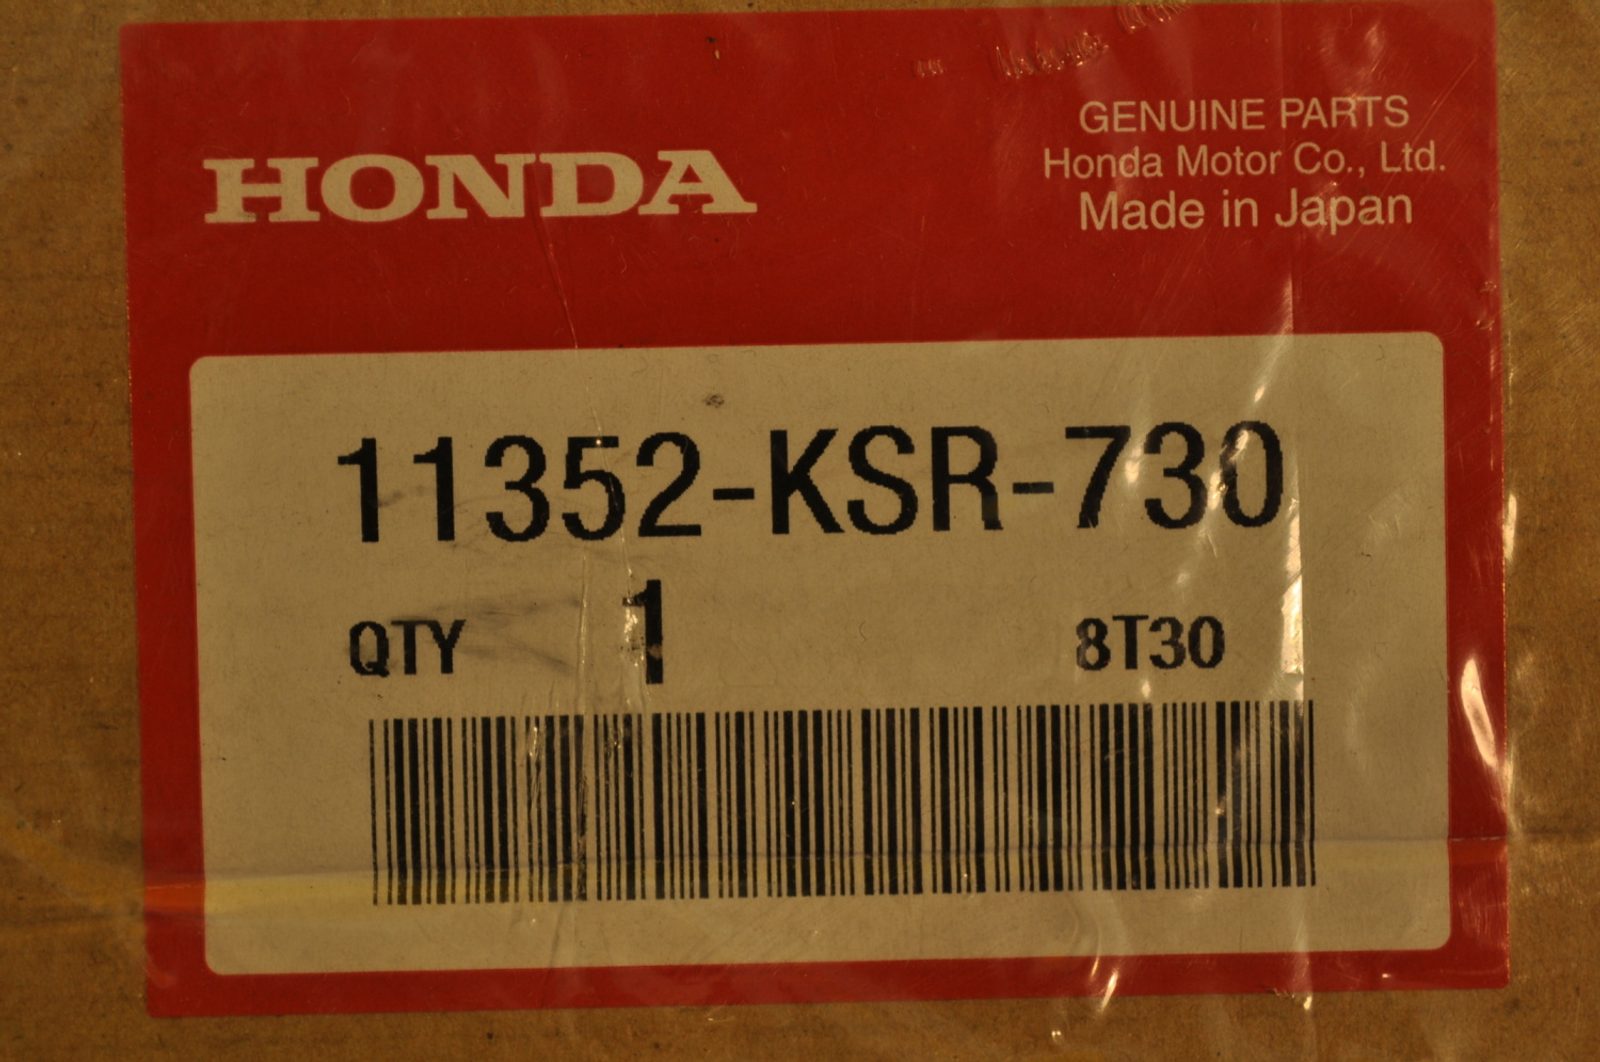 HONDA
GENUINE PARTS
Honda Motor Co., Ltd.
Made in Japan
11352-KSR-730
QTY 1 8T30